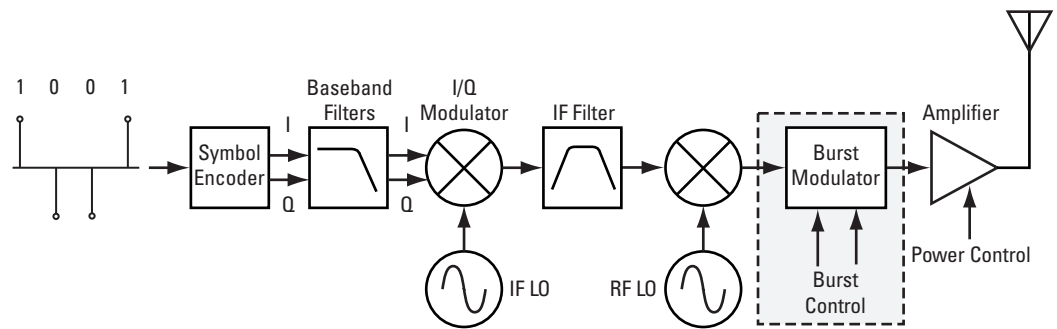 1 0 0 1
Symbol
Encoder
I
Q
Baseband
Filters
I
Q
I/Q
Modulator
IF LO
IF Filter
RF LO
Burst
Modulator
Burst
Control
Amplifier
Power Control